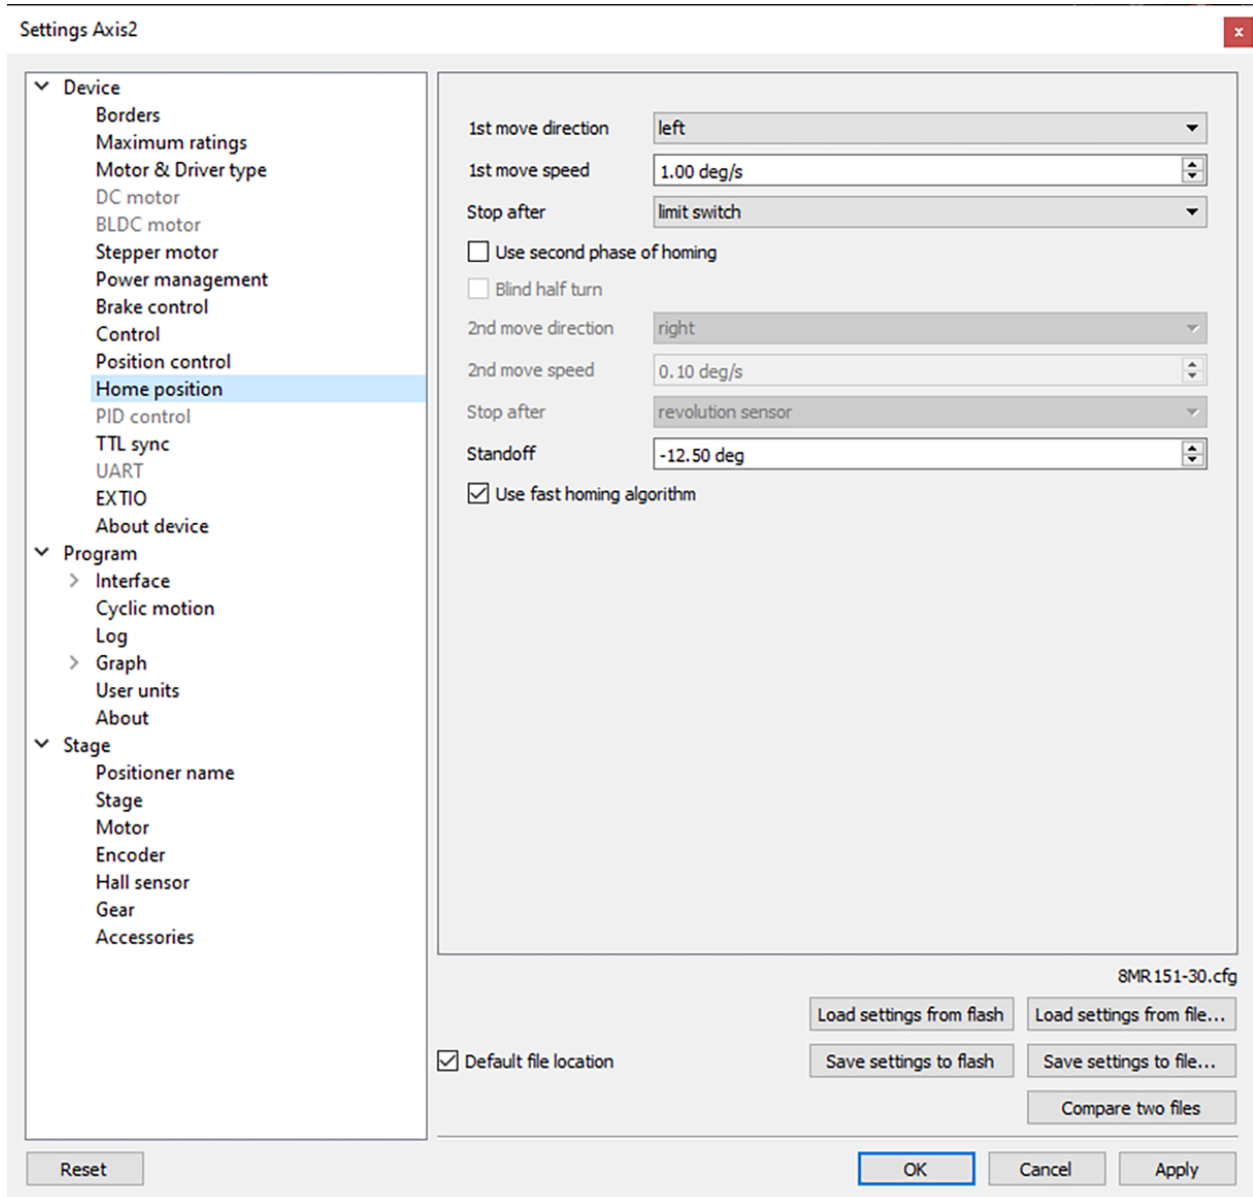 Settings Axis2
x
Device
Borders
Maximum ratings
Motor & Driver type
DC motor
BLDC motor
Stepper motor
Power management
Brake control
Control
Position control
Home position
PID control
TTL sync
UART
EXTIO
About device
Program
Interface
Cyclic motion
Log
Graph
User units
About
Stage
Positioner name
Stage
Motor
Encoder
Hall sensor
Gear
Accessories
1st move direction left
1st move speed 1.00 deg/s
Stop after limit switch
Use second phase of homing
Blind half turn
2nd move direction right
2nd move speed 0.10 deg/s
Stop after revolution sensor
Standoff -12.50 deg
Use fast homing algorithm
8MR151-30.cfg
Load settings from flash Load settings from file...
Default file location Save settings to flash Save settings to file...
Compare two files
Reset OK Cancel Apply